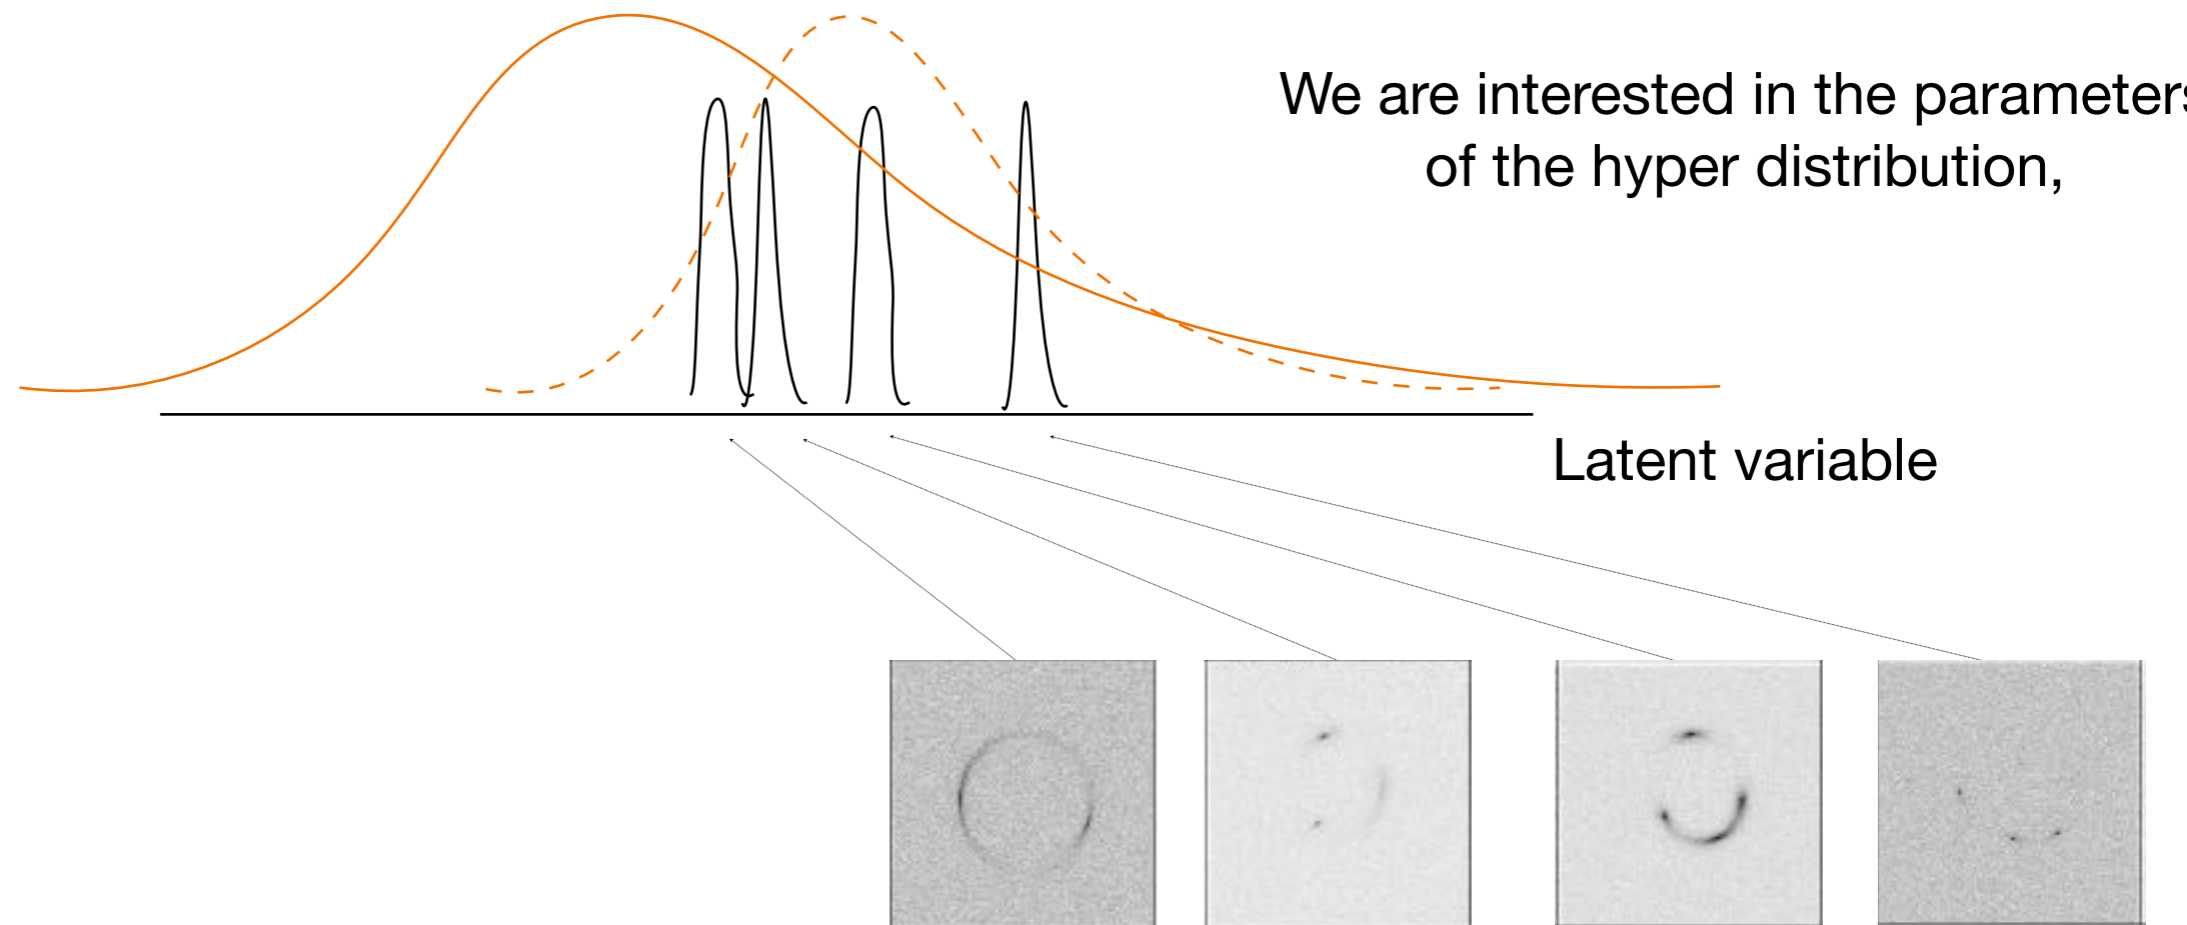 We are interested in the parameters
of the hyper distribution,
Latent variable